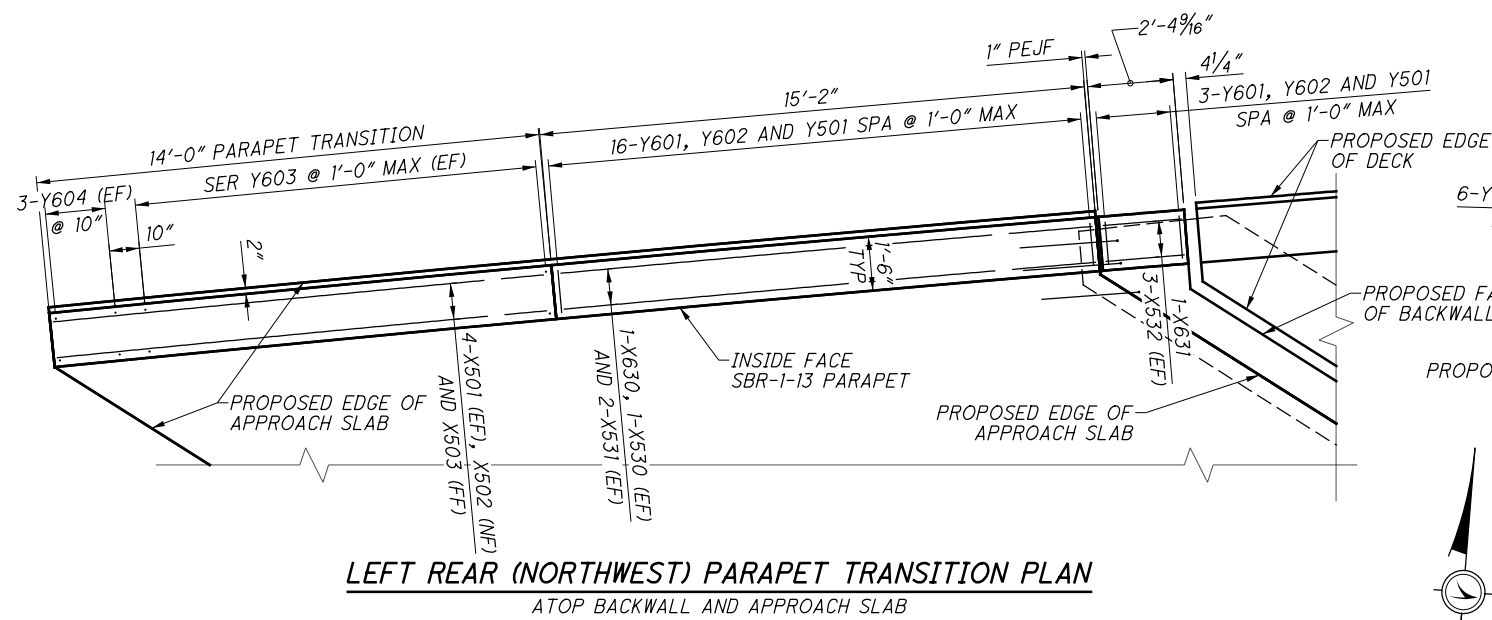 2'-4 9/16"
1" PEJF
4 1/4"
15'-2"
3-Y601, Y602 AND Y501
SPA @ 1'-0" MAX
14'-0" PARAPET TRANSITION
16-Y601, Y602 AND Y501 SPA @ 1'-0" MAX
PROPOSED EDGE
OF DECK
SER Y603 @ 1'-0" MAX (EF)
3-Y604 (EF)
@ 10"
10"
6-Y
2"
1'-6"
TYP
1-X631
3-X532 (EF)
PROPOSED FA
OF BACKWALL
4-X501 (EF), X502 (NF)
AND X503 (FF)
1-X630, 1-X530 (EF)
AND 2-X531 (EF)
INSIDE FACE
SBR-1-13 PARAPET
PROPO
PROPOSED EDGE OF
APPROACH SLAB
PROPOSED EDGE OF
APPROACH SLAB
LEFT REAR (NORTHWEST) PARAPET TRANSITION PLAN
ATOP BACKWALL AND APPROACH SLAB